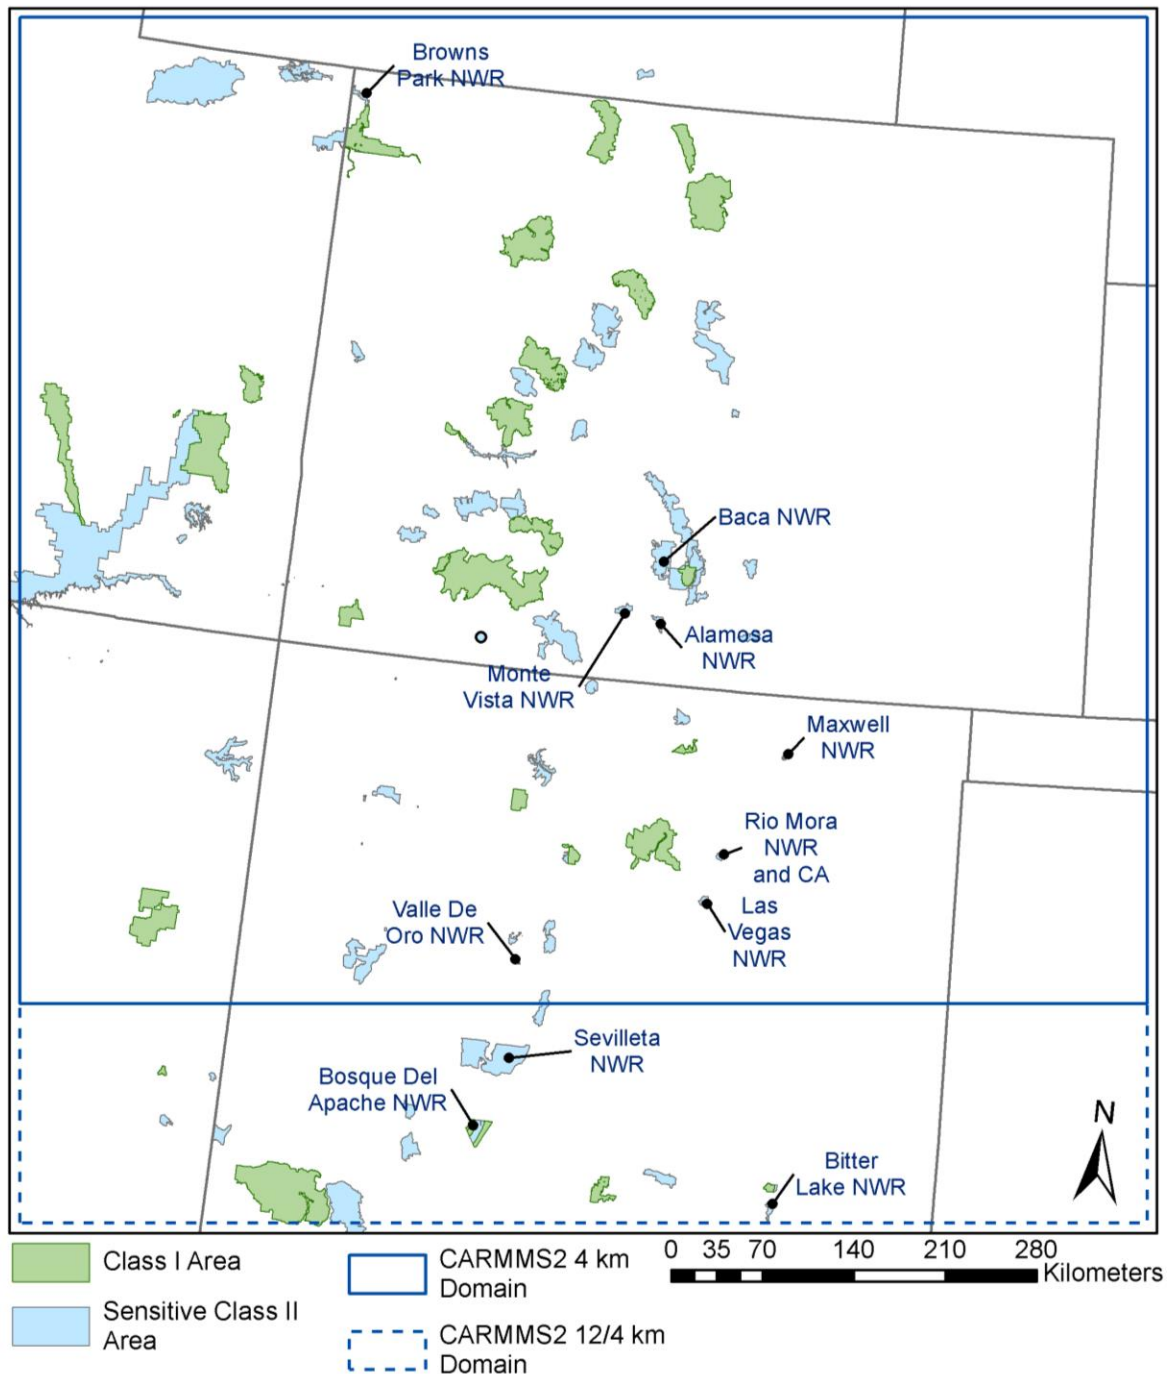 Browns
Park NWR
Baca NWR
Alamosa
NWR
Monte
Vista NWR
Maxwell
NWR
Rio Mora
NWR
and CA
Las
Vegas
NWR
Valle De
Oro NWR
Sevilleta
NWR
Bosque Del
Apache NWR
N
Bitter
Lake NWR
Class I Area
Sensitive Class II
Area
CARMMS2 4 km
Domain
CARMMS2 12/4 km
Domain
0 35 70 140 210 280
Kilometers